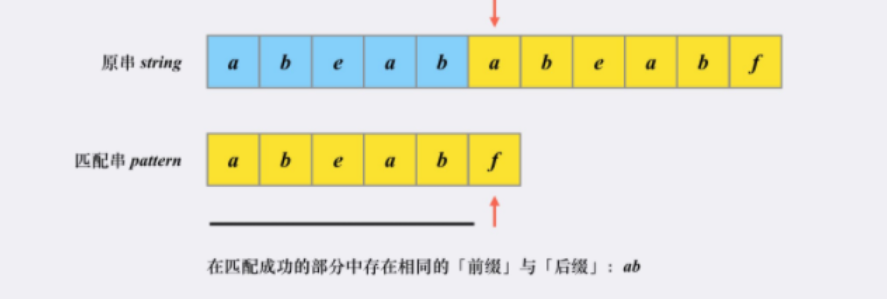 原串 string a b e a b a b e a b f
匹配串 pattern a b e a b f
在匹配成功的部分中存在相同的「前缀」与「后缀」：ab